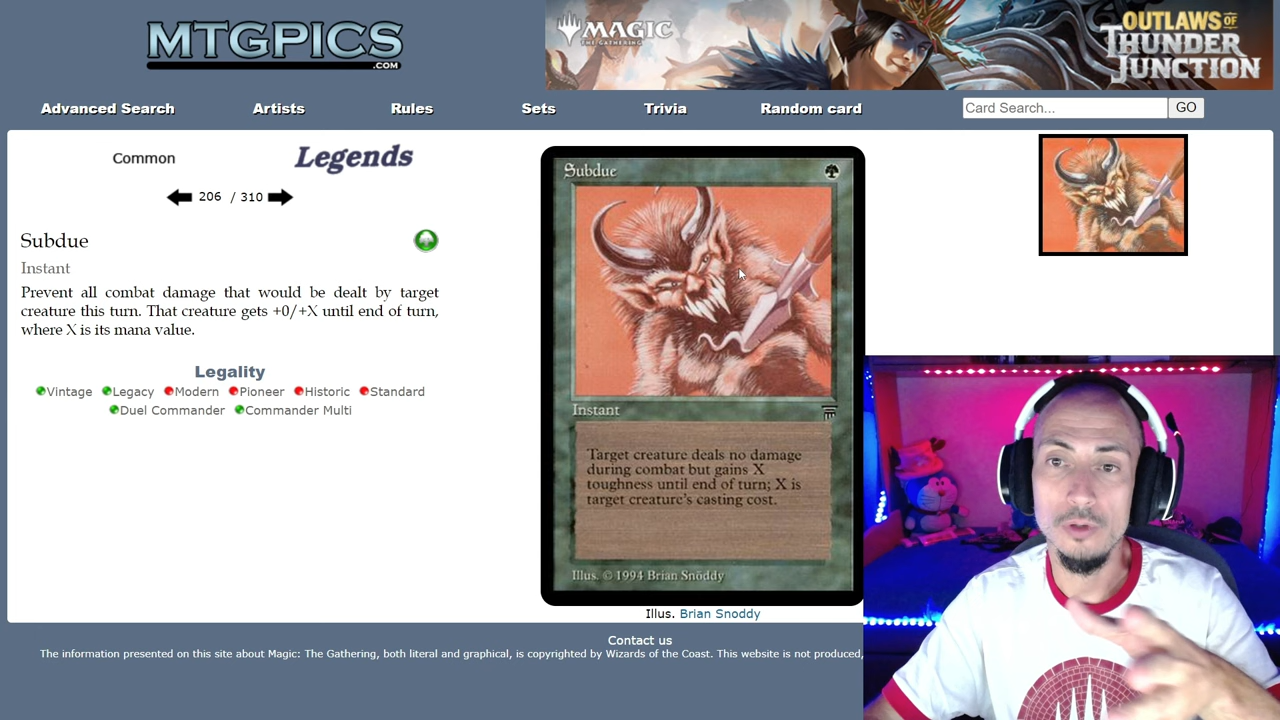 MTGPICS
.COM
MAGIC
THE GATHERING
OUTLAWS OF
THUNDER
JUNCTION
Advanced Search
Artists
Rules
Sets
Trivia
Random card
Card Search...
GO
Common
Legends
206 / 310
Subdue
Instant
Prevent all combat damage that would be dealt by target
creature this turn. That creature gets +0/+X until end of turn,
where X is its mana value.
Legality
Vintage Legacy Modern Pioneer Historic Standard
Duel Commander Commander Multi
Subdue
Instant
Target creature deals no damage
during combat but gains X
toughness until end of turn; X is
target creature's casting cost.
Illus. © 1994 Brian Snöddy
Illus. Brian Snoddy
Contact us
The information presented on this site about Magic: The Gathering, both literal and graphical, is copyrighted by Wizards of the Coast. This website is not produced,